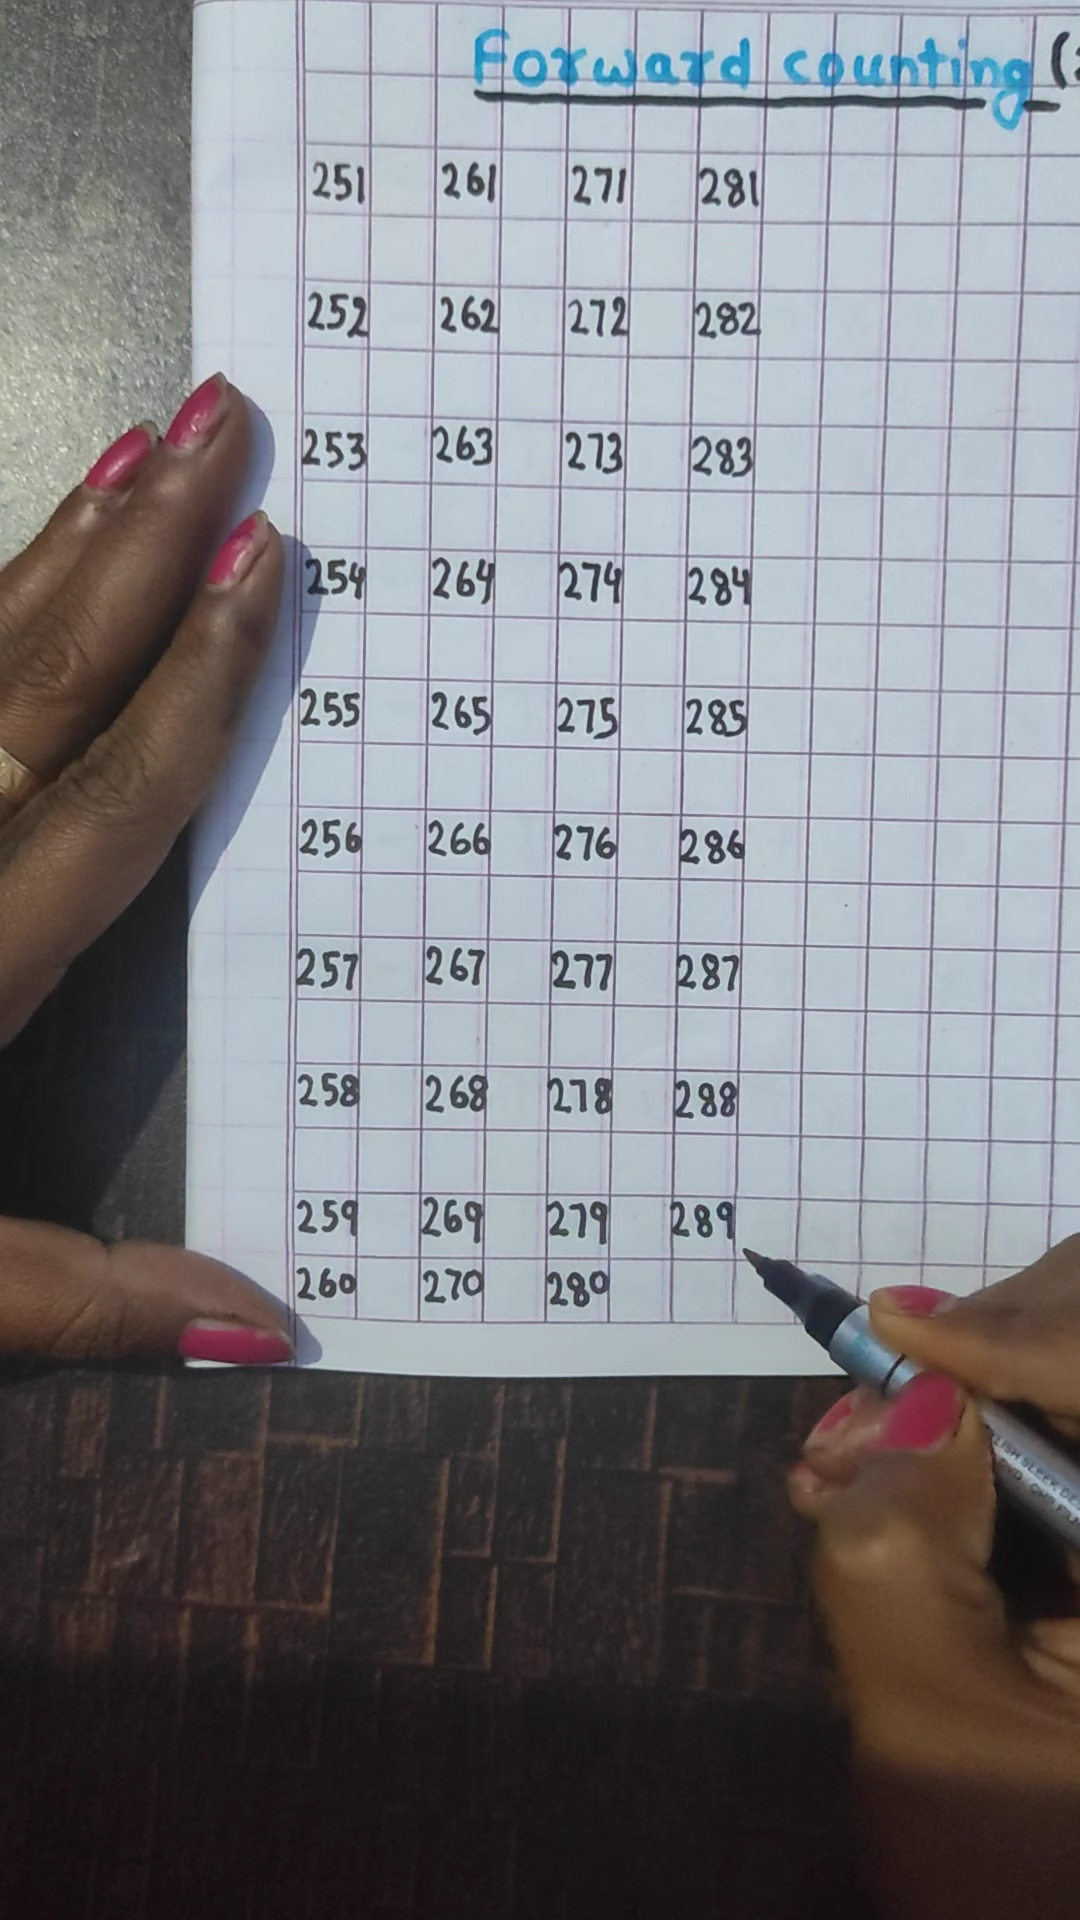 Forward counting (
251 261 271 281
252 262 272 282
253 263 273 283
254 264 274 284
255 265 275 285
256 266 276 286
257 267 277 287
258 268 278 288
259 269 279 289
260 270 280